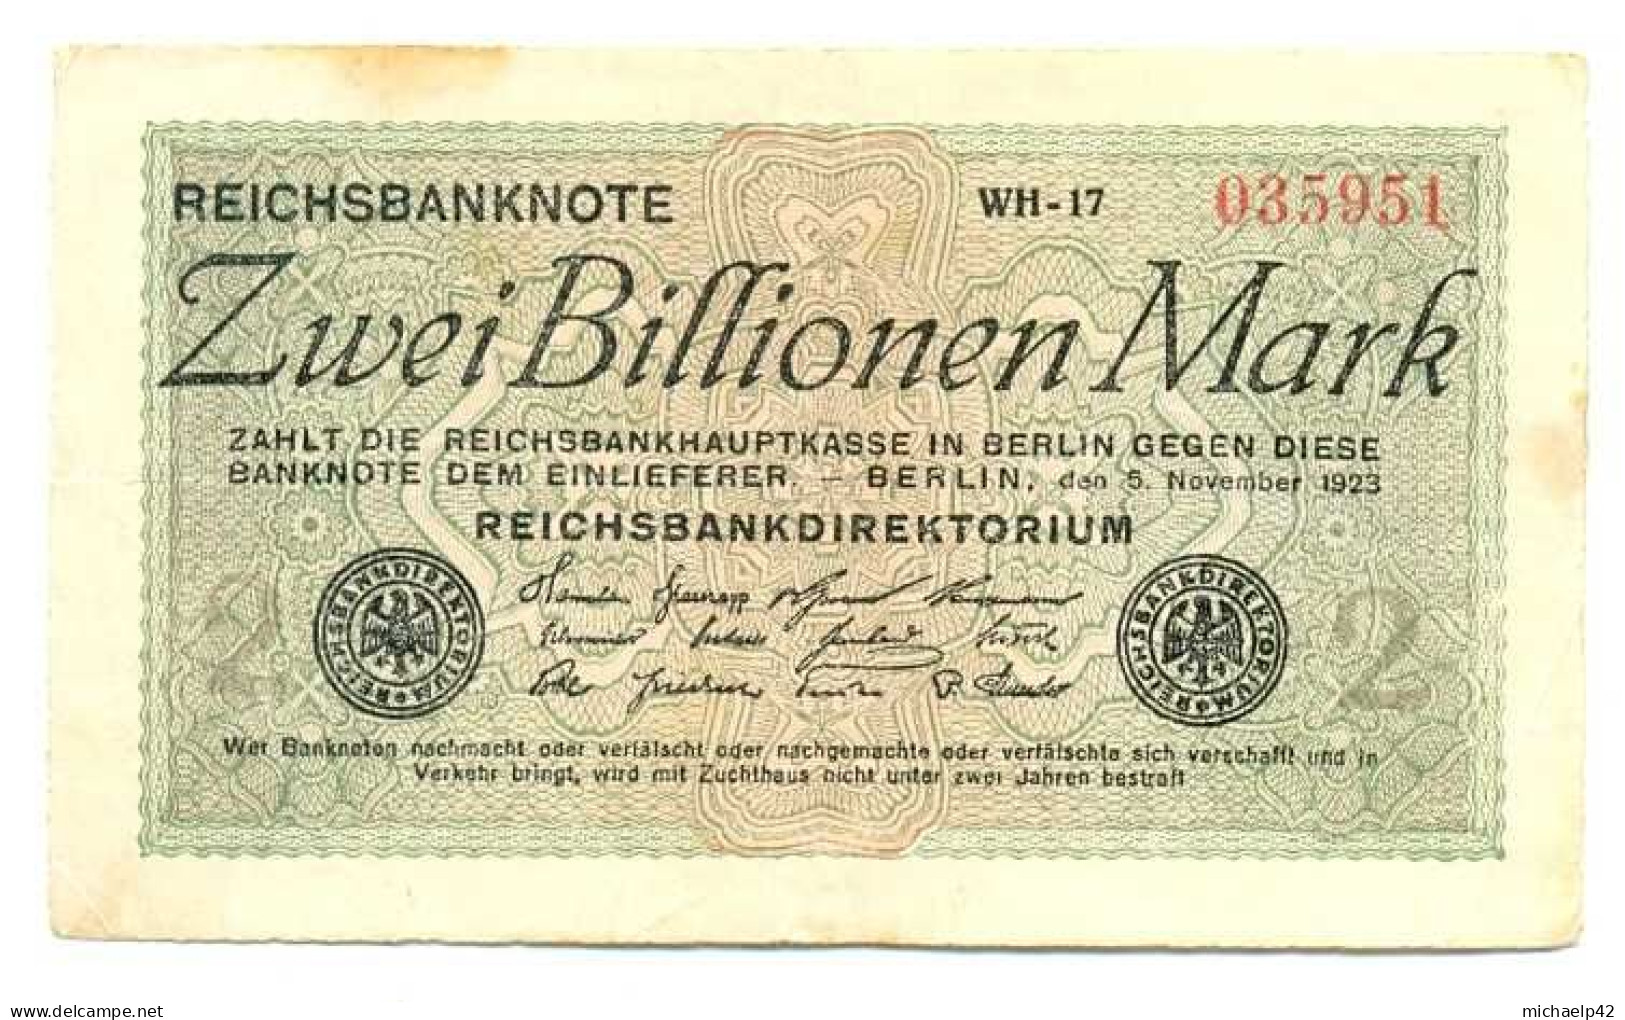 REICHSBANKNOTE WH-17 035951
Zwei Billionen Mark
ZAHLT DIE REICHSBANKHAUPTKASSE IN BERLIN GEGEN DIESE
BANKNOTE DEM EINLIEFERER. – BERLIN, den 5. November 1923
REICHSBANKDIREKTORIUM
REICHSBANKDIREKTORIUM
REICHSBANKDIREKTORIUM
2 2
Wer Banknoten nachmacht oder verfälscht oder nachgemachte oder verfälschte sich verschafft und in
Verkehr bringt, wird mit Zuchthaus nicht unter zwei Jahren bestraft
www.delcampe.net
michaelp42